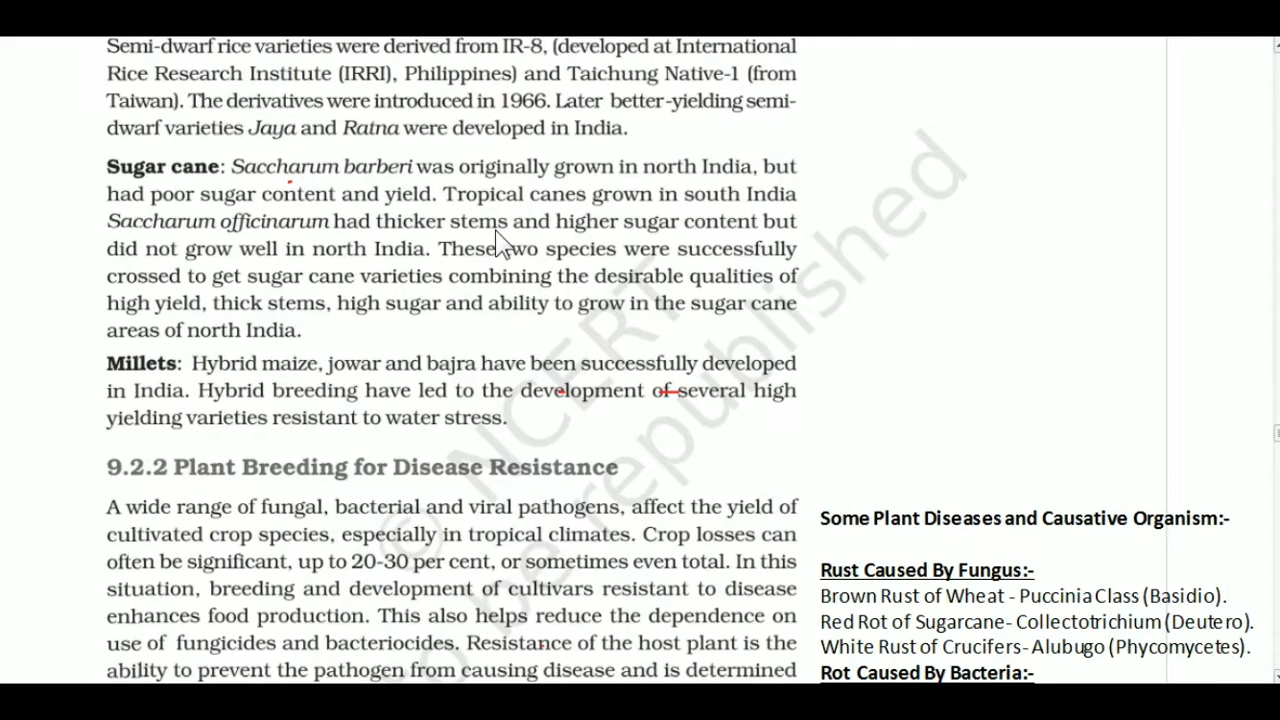 Semi-dwarf rice varieties were derived from IR-8, (developed at International
Rice Research Institute (IRRI), Philippines) and Taichung Native-1 (from
Taiwan). The derivatives were introduced in 1966. Later better-yielding semi-
dwarf varieties Jaya and Ratna were developed in India.
Sugar cane: Saccharum barberi was originally grown in north India, but
had poor sugar content and yield. Tropical canes grown in south India
Saccharum officinarum had thicker stems and higher sugar content but
did not grow well in north India. These two species were successfully
crossed to get sugar cane varieties combining the desirable qualities of
high yield, thick stems, high sugar and ability to grow in the sugar cane
areas of north India.
Millets: Hybrid maize, jowar and bajra have been successfully developed
in India. Hybrid breeding have led to the development of several high
yielding varieties resistant to water stress.
9.2.2 Plant Breeding for Disease Resistance
A wide range of fungal, bacterial and viral pathogens, affect the yield of
cultivated crop species, especially in tropical climates. Crop losses can
often be significant, up to 20-30 per cent, or sometimes even total. In this
situation, breeding and development of cultivars resistant to disease
enhances food production. This also helps reduce the dependence on
use of fungicides and bacteriocides. Resistance of the host plant is the
ability to prevent the pathogen from causing disease and is determined
Some Plant Diseases and Causative Organism:-
Rust Caused By Fungus:-
Brown Rust of Wheat - Puccinia Class (Basidio).
Red Rot of Sugarcane- Collectotrichium (Deutero).
White Rust of Crucifers- Alubugo (Phycomycetes).
Rot Caused By Bacteria:-
© NCERT
o be republished